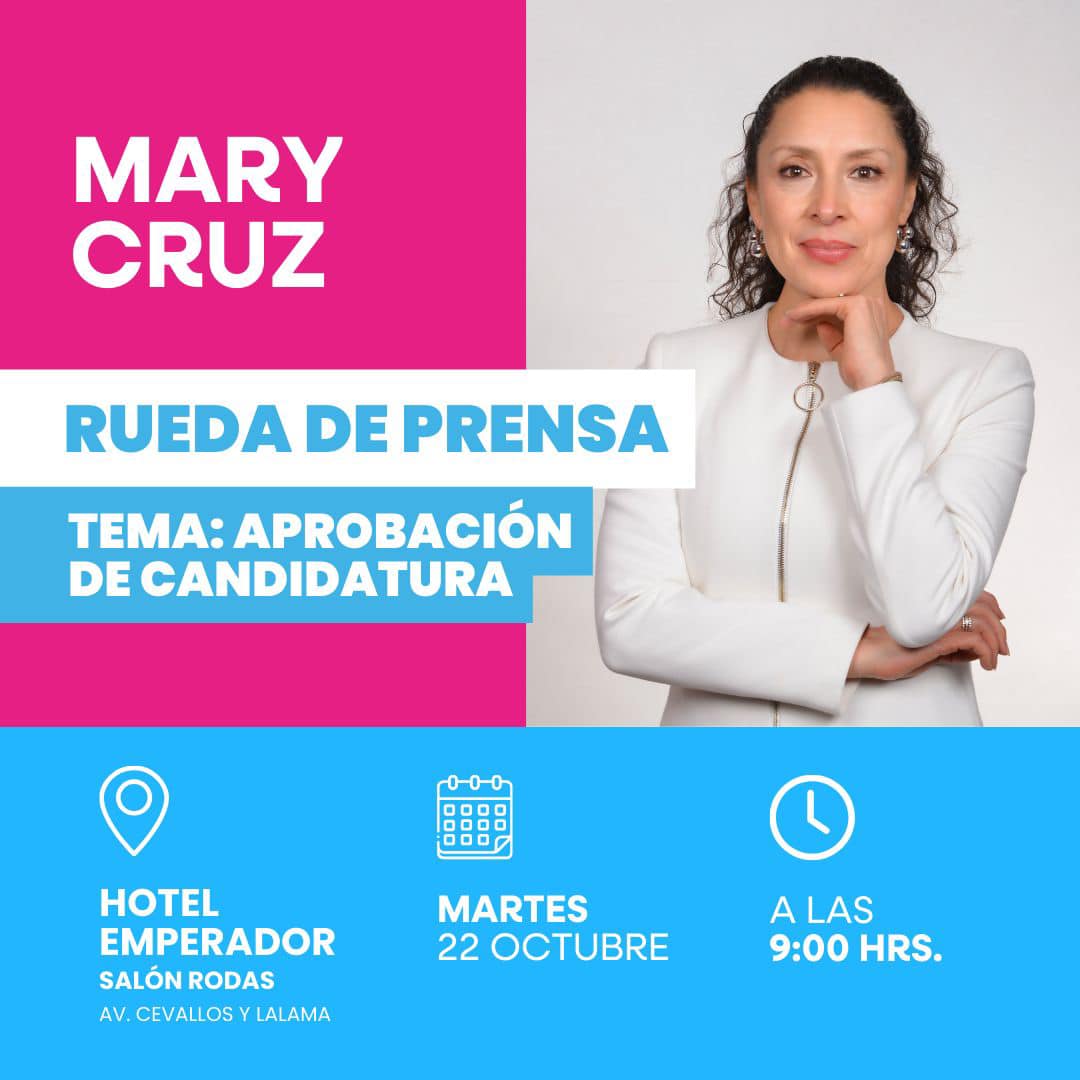 MARY
CRUZ
RUEDA DE PRENSA
TEMA: APROBACIÓN
DE CANDIDATURA
HOTEL
EMPERADOR
SALÓN RODAS
AV. CEVALLOS Y LALAMA
MARTES
22 OCTUBRE
A LAS
9:00 HRS.